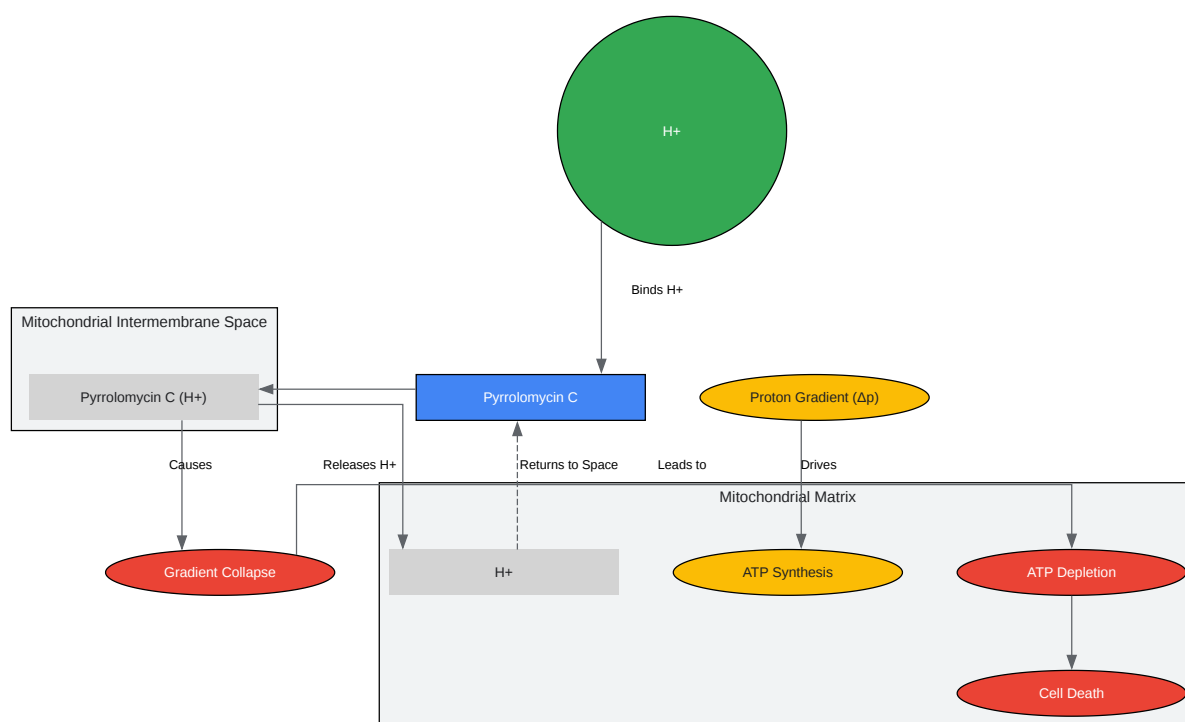 H+
Binds H+
Mitochondrial Intermembrane Space
Pyrrolomycin C (H+)
Pyrrolomycin C
Proton Gradient (Δp)
Causes
Releases H+
Returns to Space
Leads to
Drives
Mitochondrial Matrix
Gradient Collapse
H+
ATP Synthesis
ATP Depletion
Cell Death